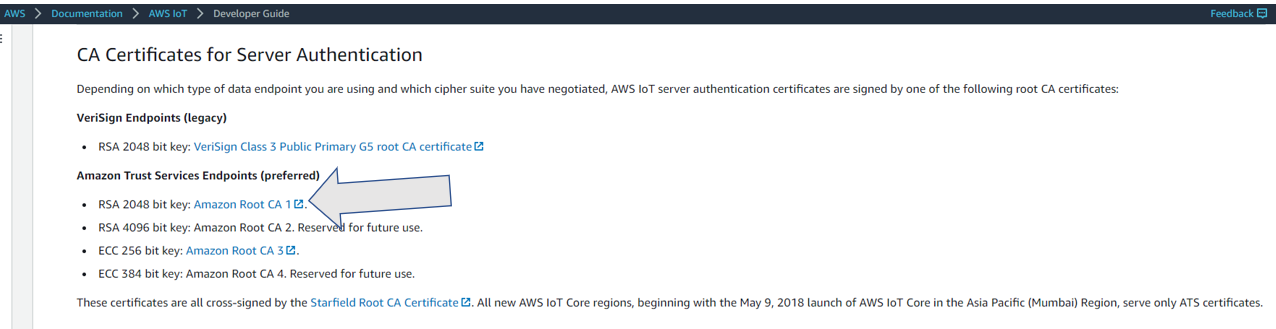 AWS > Documentation > AWS IoT > Developer Guide Feedback
CA Certificates for Server Authentication
Depending on which type of data endpoint you are using and which cipher suite you have negotiated, AWS IoT server authentication certificates are signed by one of the following root CA certificates:
VeriSign Endpoints (legacy)
• RSA 2048 bit key: VeriSign Class 3 Public Primary G5 root CA certificate
Amazon Trust Services Endpoints (preferred)
• RSA 2048 bit key: Amazon Root CA 1.
• RSA 4096 bit key: Amazon Root CA 2. Reserved for future use.
• ECC 256 bit key: Amazon Root CA 3.
• ECC 384 bit key: Amazon Root CA 4. Reserved for future use.
These certificates are all cross-signed by the Starfield Root CA Certificate. All new AWS IoT Core regions, beginning with the May 9, 2018 launch of AWS IoT Core in the Asia Pacific (Mumbai) Region, serve only ATS certificates.